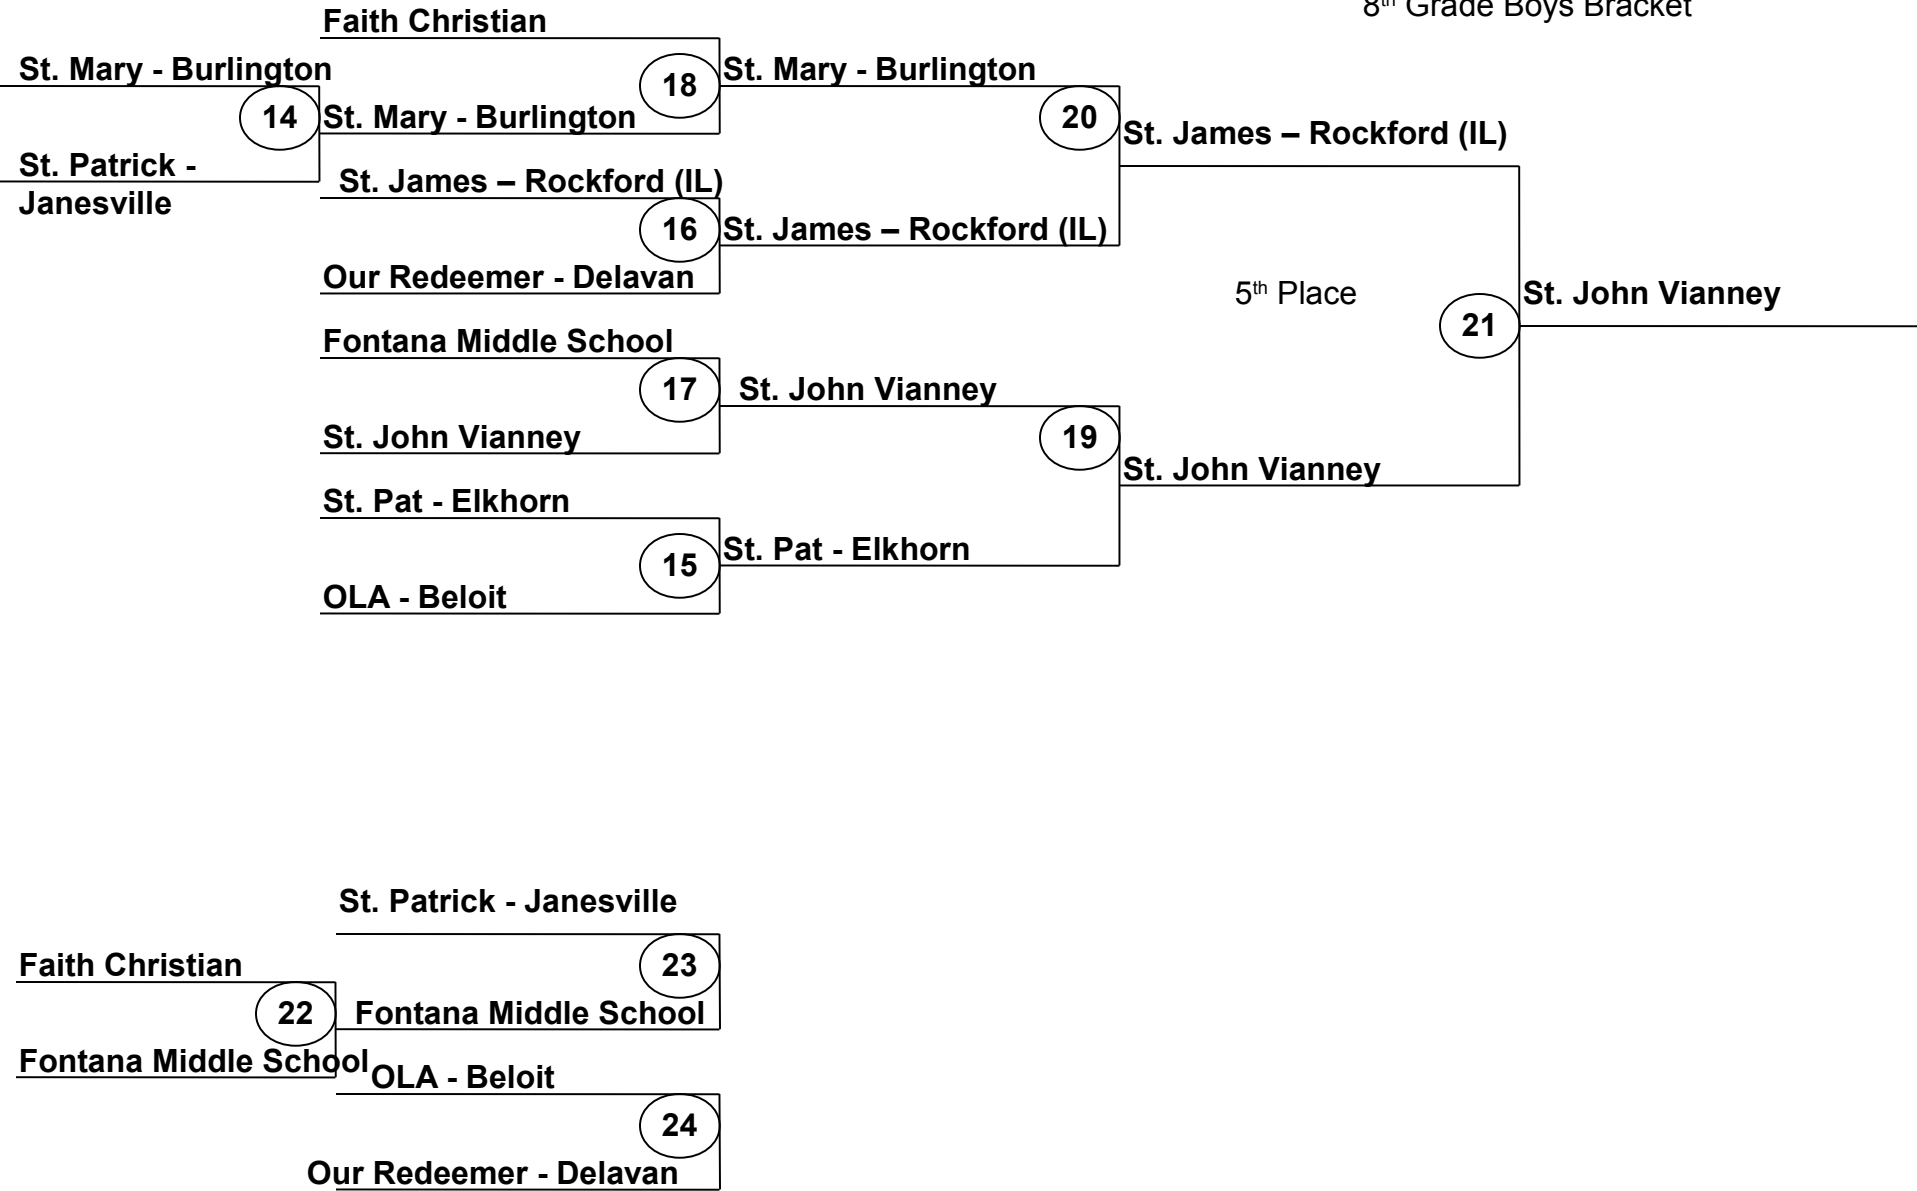 8th Grade Boys Bracket
Faith Christian
St. Mary - Burlington
18
St. Mary - Burlington
14
St. Mary - Burlington
20
St. James – Rockford (IL)
St. Patrick -
Janesville
St. James – Rockford (IL)
16
St. James – Rockford (IL)
Our Redeemer - Delavan
5th Place
St. John Vianney
21
Fontana Middle School
17
St. John Vianney
St. John Vianney
19
St. John Vianney
St. Pat - Elkhorn
15
St. Pat - Elkhorn
OLA - Beloit
St. Patrick - Janesville
Faith Christian
23
22
Fontana Middle School
Fontana Middle School
OLA - Beloit
24
Our Redeemer - Delavan